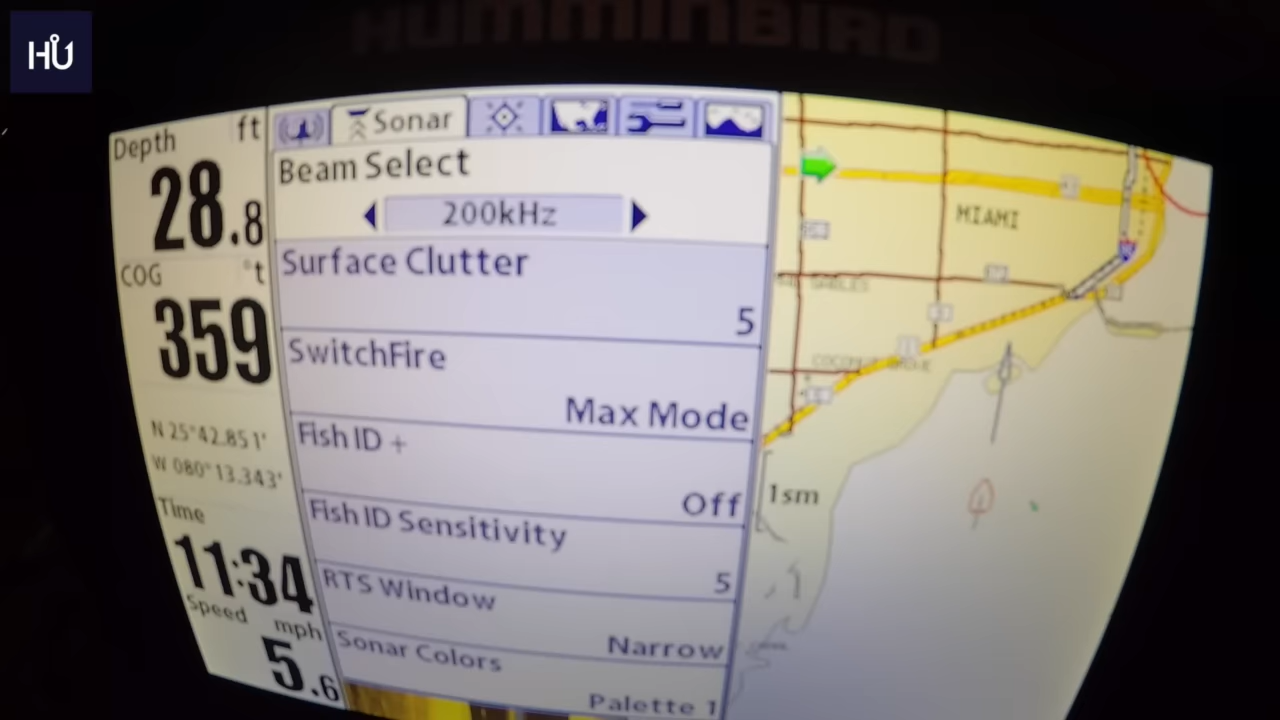 HUMMINBIRD
HU
Depth ft
28.8
COG °t
359
N 25°42.851'
W 080°13.343'
Time
11:34
Speed mph
5.6
Sonar
Beam Select
200kHz
Surface Clutter
5
SwitchFire
Max Mode
Fish ID +
Off
Fish ID Sensitivity
5
RTS Window
Narrow
Sonar Colors
Palette 1
MIAMI
1sm